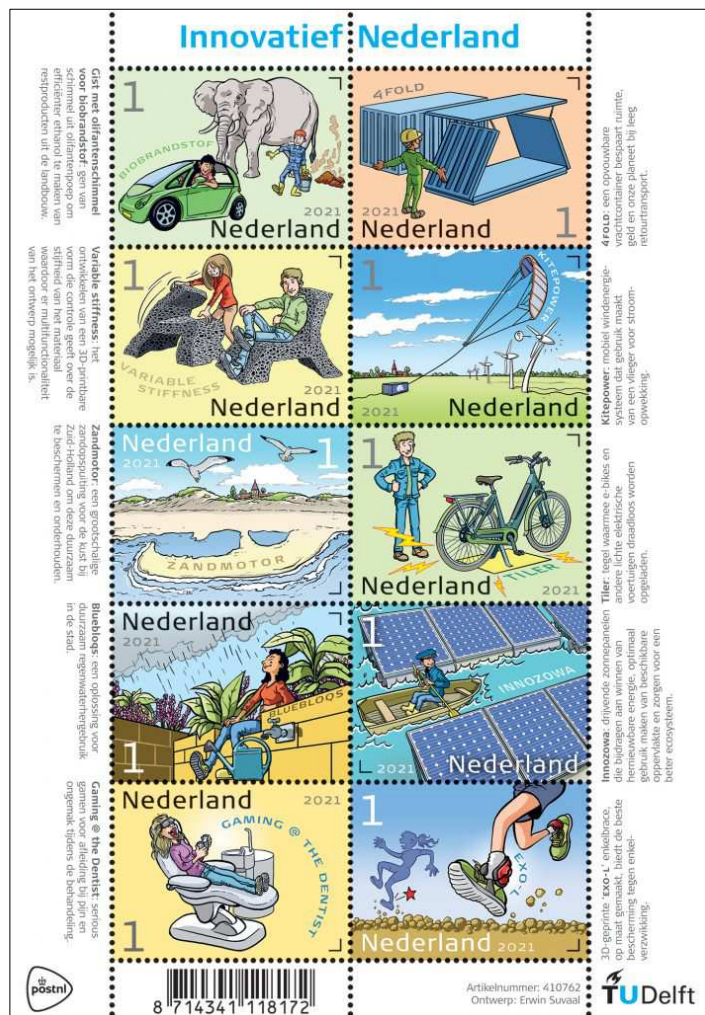 Innovatief Nederland
Gist met olifantenschimmel
voor biobrandstof: gen van
schimmel uit olifantenpoep om
efficiënter ethanol te maken van
restproducten uit de landbouw.
1
BIOBRANDSTOF
2021
Nederland
1
4FOLD
2021
Nederland
1
4FOLD: een opvouwbare
vrachtcontainer bespaart ruimte,
geld en onze planeet bij leeg
retourtransport.
Variable stiffness: het
ontwikkelen van een 3D-printbare
vorm die controle geeft over de
stijfheid van het materiaal
waardoor er multifunctionaliteit
van het ontwerp mogelijk is.
1
VARIABLE
STIFFNESS
2021
Nederland
1
KITEPOWER
2021
Nederland
Kitepower: mobiel windenergie-
systeem dat gebruik maakt
van een vlieger voor stroom-
opwekking.
Zandmotor: een grootschalige
zandopspuiting voor de kust bij
Zuid-Holland om deze duurzaam
te beschermen en onderhouden.
Nederland
2021
1
ZANDMOTOR
1
TILER
Nederland
2021
Tiler: tegel waarmee e-bikes en
andere lichte elektrische
voertuigen draadloos worden
opgeladen.
Bluebloqs: een oplossing voor
duurzaam regenwaterhergebruik
in de stad.
Nederland
2021
BLUEBLOQS
1
1
INNOZOWA
2021
Nederland
Innozowa: drijvende zonnepanelen
die bijdragen aan winnen van
hernieuwbare energie, optimaal
gebruik maken van beschikbare
oppervlakte en zorgen voor een
beter ecosysteem.
Gaming @ the Dentist: serious
gamen voor afleiding bij pijn en
ongemak tijdens de behandeling.
Nederland
2021
GAMING @ THE DENTIST
1
1
EXO-L
Nederland
2021
3D-geprinte 'EXO-L' enkelbrace,
op maat gemaakt, biedt de beste
bescherming tegen enkel-
verzwikking.
postnl
8 714341 118172
Artikelnummer: 410762
Ontwerp: Erwin Suvaal
TUDelft